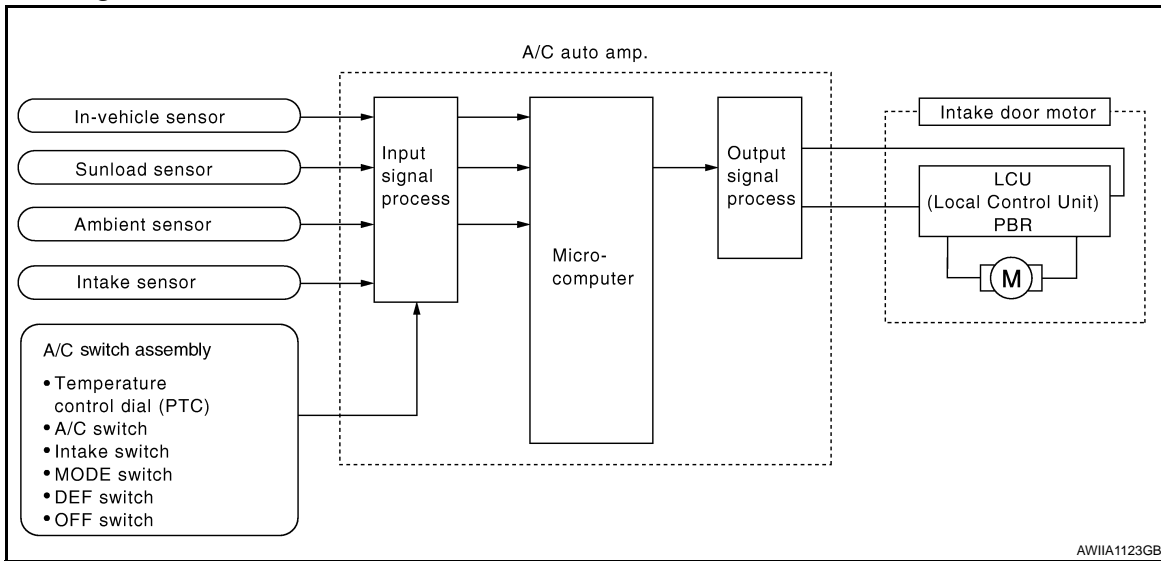 A/C auto amp.
In-vehicle sensor
Sunload sensor
Ambient sensor
Intake sensor
A/C switch assembly
• Temperature
control dial (PTC)
• A/C switch
• Intake switch
• MODE switch
• DEF switch
• OFF switch
Input
signal
process
Micro-
computer
Output
signal
process
Intake door motor
LCU
(Local Control Unit)
PBR
M
AWIIA1123GB